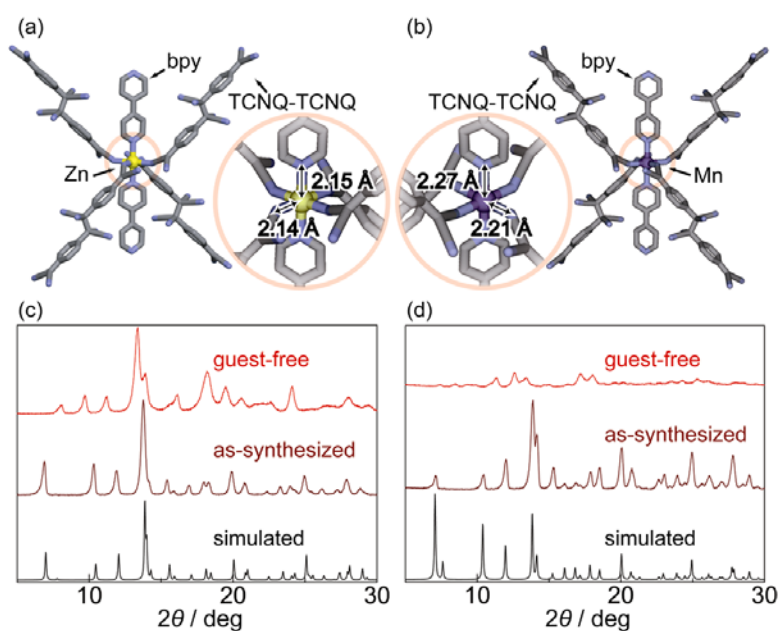 (a)
bpy
TCNQ-TCNQ
Zn
2.15 Å
2.14 Å
(b)
bpy
TCNQ-TCNQ
Mn
2.27 Å
2.21 Å
(c)
guest-free
as-synthesized
simulated
10 20 30
2θ / deg
(d)
guest-free
as-synthesized
simulated
10 20 30
2θ / deg